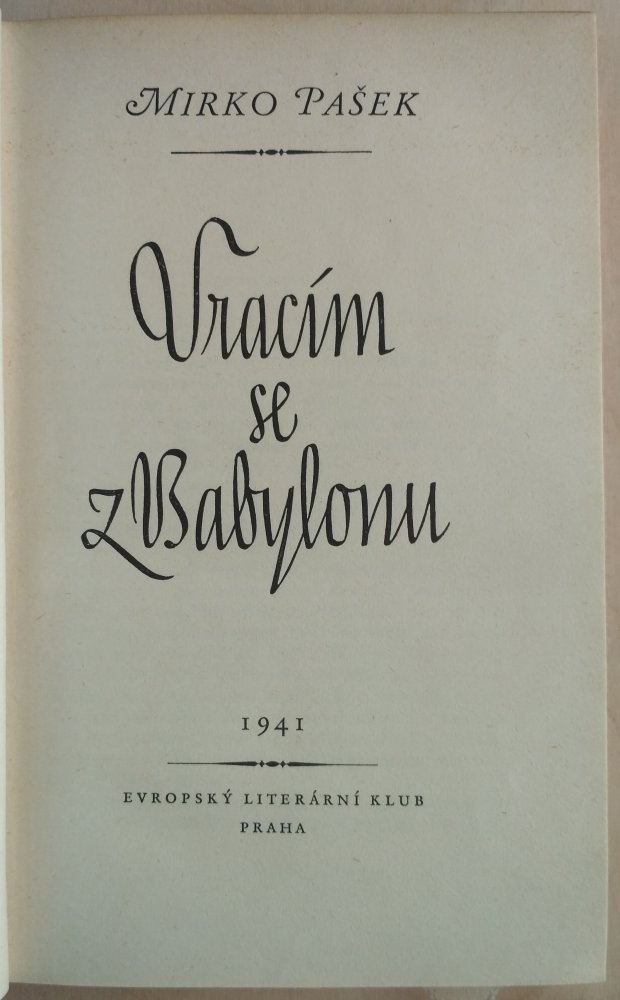 MIRKO PAŠEK
Vracím
se
z Babylonu
1941
EVROPSKÝ LITERÁRNÍ KLUB
PRAHA